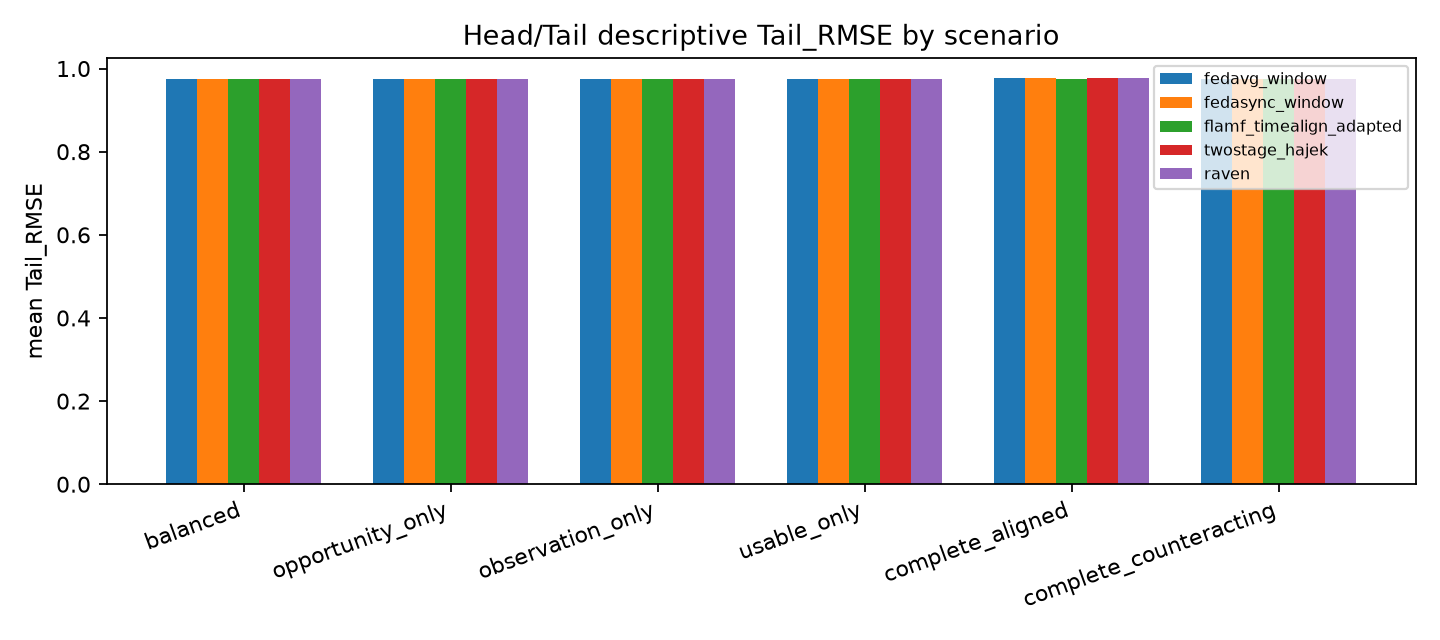 Head/Tail descriptive Tail_RMSE by scenario
mean Tail_RMSE
1.0
0.8
0.6
0.4
0.2
0.0
fedavg_window
fedasync_window
flamf_timealign_adapted
twostage_hajek
raven
balanced
opportunity_only
observation_only
usable_only
complete_aligned
complete_counteracting